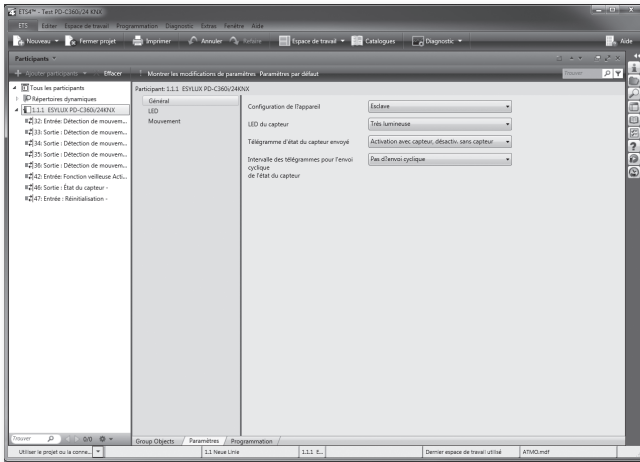 ETS4™ - Test PD-C360i/24 KNX
ETS Editer Espace de travail Programmation Diagnostic Extras Fenêtre Aide
Nouveau Fermer projet Imprimer Annuler Refaire Espace de travail Catalogues Diagnostic Aide
Participants
Ajouter participants Effacer Montrer les modifications de paramètres Paramètres par défaut Trouver
Tous les participants
Répertoires dynamiques
1.1.1 ESYLUX PD-C360i/24KNX
32: Entrée: Détection de mouvem...
33: Sortie : Détection de mouvem...
34: Sortie : Détection de mouvem...
35: Sortie : Détection de mouvem...
36: Sortie : Détection de mouvem...
42: Entrée: Fonction veilleuse Acti...
46: Sortie : État du capteur -
47: Entrée : Réinitialisation -
Participant: 1.1.1 ESYLUX PD-C360i/24KNX
Général
LED
Mouvement
Configuration de l'appareil Esclave
LED du capteur Très lumineuse
Télégramme d'état du capteur envoyé Activation avec capteur, désactiv. sans capteur
Intervalle des télégrammes pour l'envoi Pas d'envoi cyclique
cyclique
de l'état du capteur
Trouver 0/0
Group Objects Paramètres Programmation
Utiliser le projet ou la conne... 1.1 Neue Linie 1.1.1 E... Dernier espace de travail utilisé ATMO.mdf